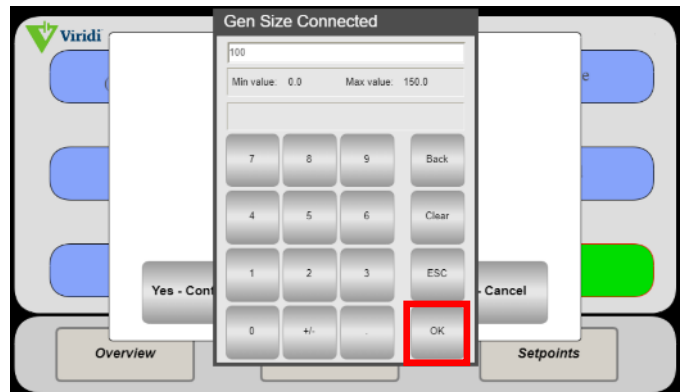 Gen Size Connected
Viridi
100
Min value: 0.0 Max value: 150.0
7 8 9 Back
4 5 6 Clear
1 2 3 ESC
Yes - Cont
- Cancel
0 +/- . OK
Overview
Setpoints